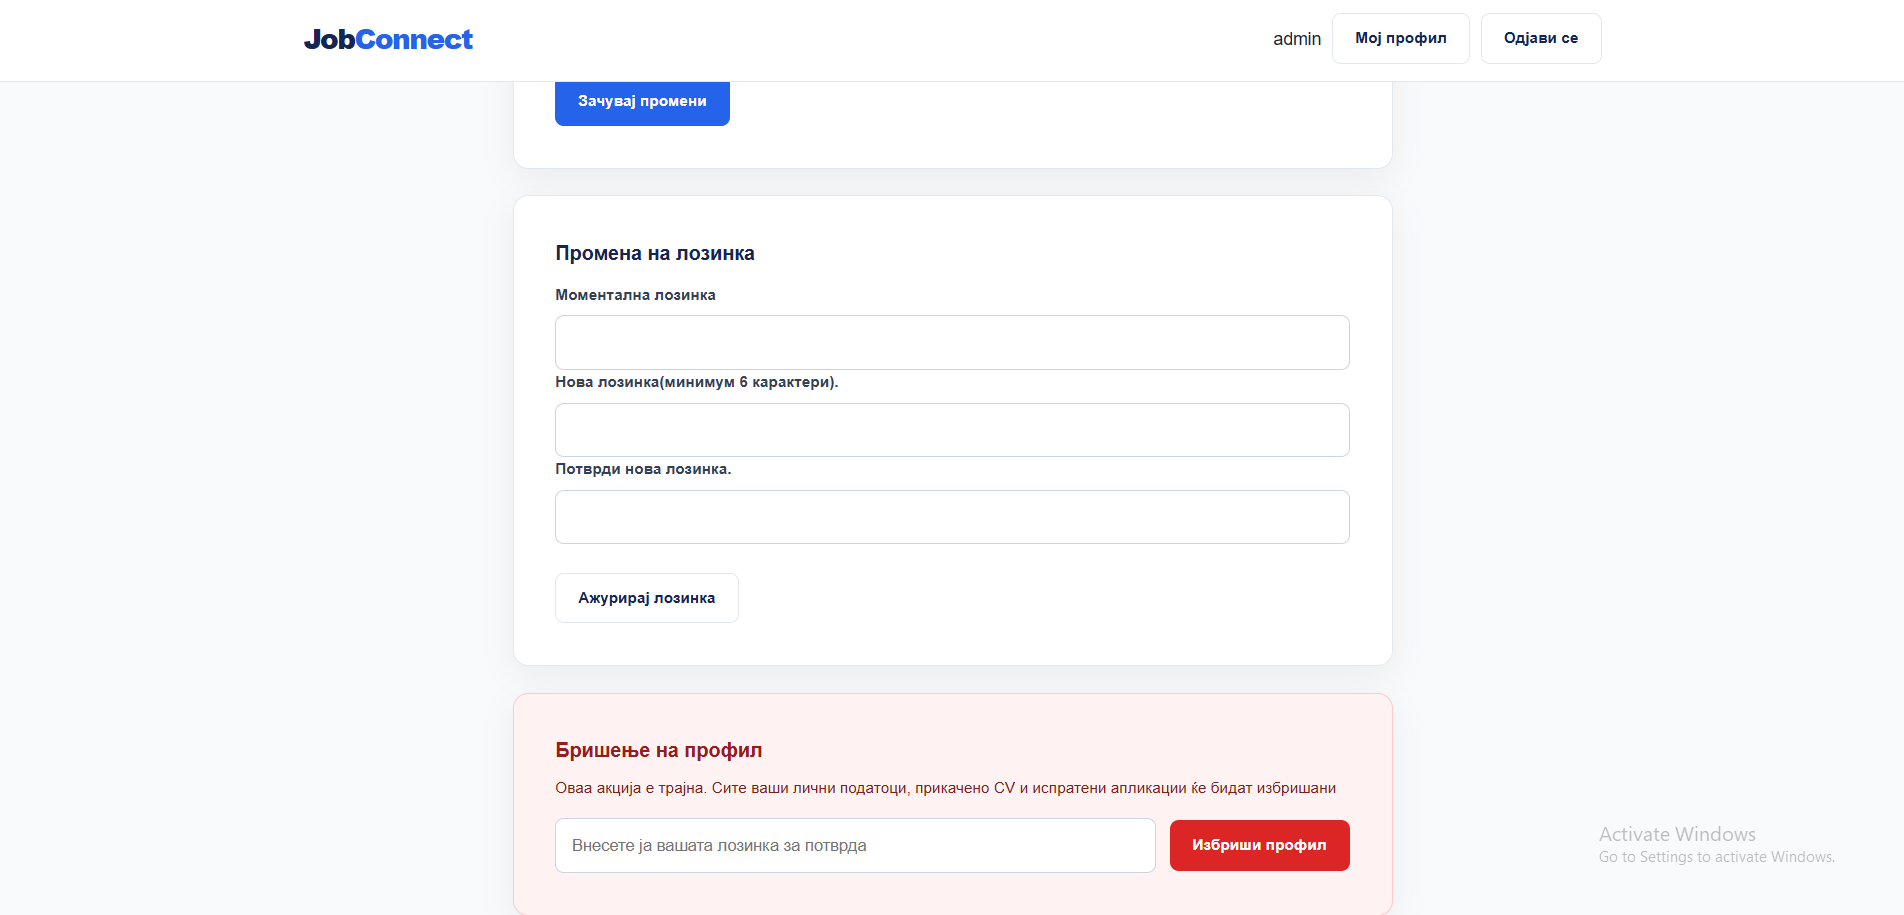 JobConnect
admin
Мој профил
Одјави се
Зачувај промени
Промена на лозинка
Моментална лозинка
Нова лозинка(минимум 6 карактери).
Потврди нова лозинка.
Ажурирај лозинка
Бришење на профил
Оваа акција е трајна. Сите ваши лични податоци, прикачено CV и испратени апликации ќе бидат избришани
Внесете ја вашата лозинка за потврда
Избриши профил
Activate Windows
Go to Settings to activate Windows.